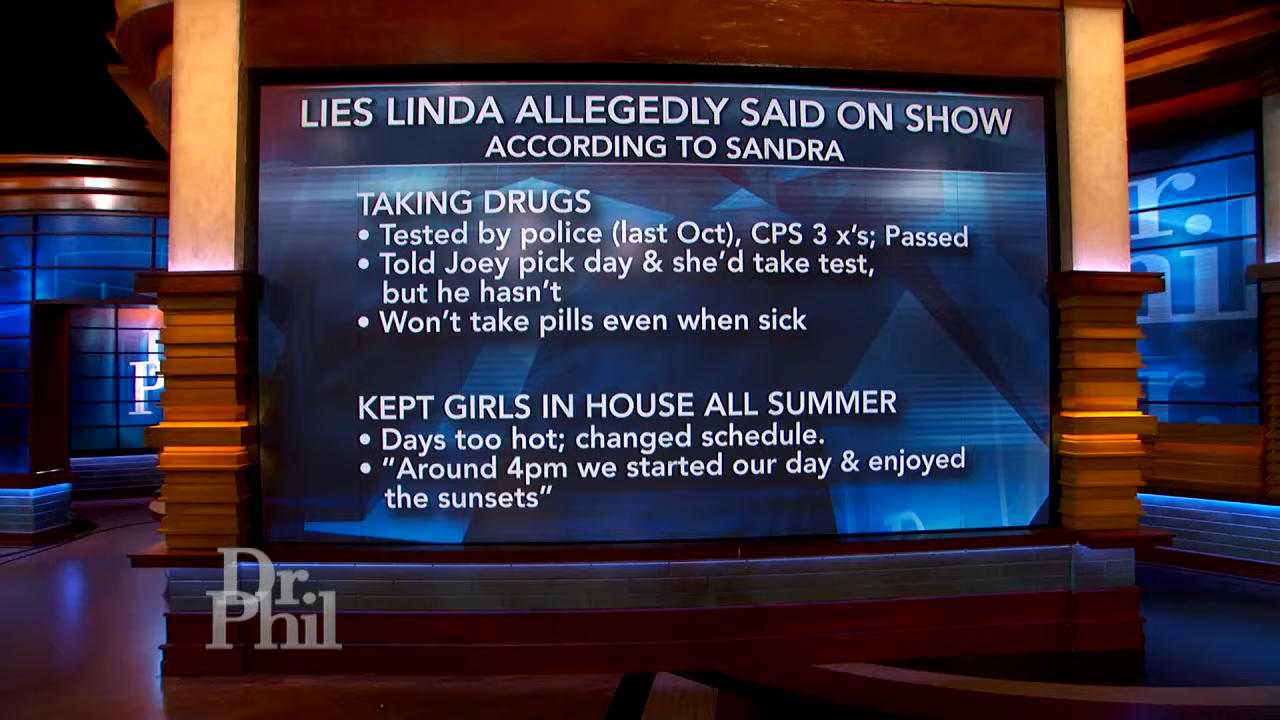 LIES LINDA ALLEGEDLY SAID ON SHOW
ACCORDING TO SANDRA
TAKING DRUGS
• Tested by police (last Oct), CPS 3 x's; Passed
• Told Joey pick day & she'd take test,
but he hasn't
• Won't take pills even when sick
KEPT GIRLS IN HOUSE ALL SUMMER
• Days too hot; changed schedule.
• "Around 4pm we started our day & enjoyed
the sunsets"
Dr.
Phil